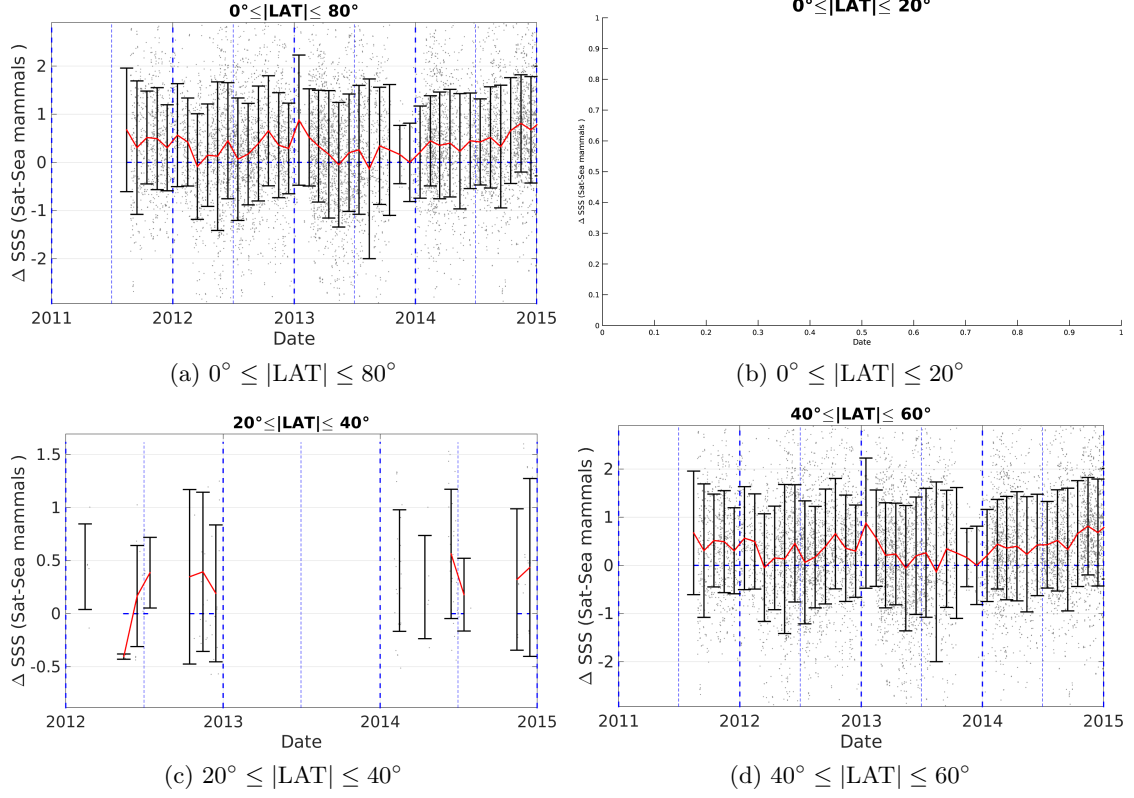 0°≤|LAT|≤ 80°
Δ SSS (Sat-Sea mammals )
2
1
0
-1
-2
2011 2012 2013 2014 2015
Date
(a) 0° ≤ |LAT| ≤ 80°
0°≤|LAT|≤ 20°
Δ SSS (Sat-Sea mammals )
1
0.9
0.8
0.7
0.6
0.5
0.4
0.3
0.2
0.1
0
0 0.1 0.2 0.3 0.4 0.5 0.6 0.7 0.8 0.9 1
Date
(b) 0° ≤ |LAT| ≤ 20°
20°≤|LAT|≤ 40°
Δ SSS (Sat-Sea mammals )
1.5
1
0.5
0
-0.5
2012 2013 2014 2015
Date
(c) 20° ≤ |LAT| ≤ 40°
40°≤|LAT|≤ 60°
Δ SSS (Sat-Sea mammals )
2
1
0
-1
-2
2011 2012 2013 2014 2015
Date
(d) 40° ≤ |LAT| ≤ 60°